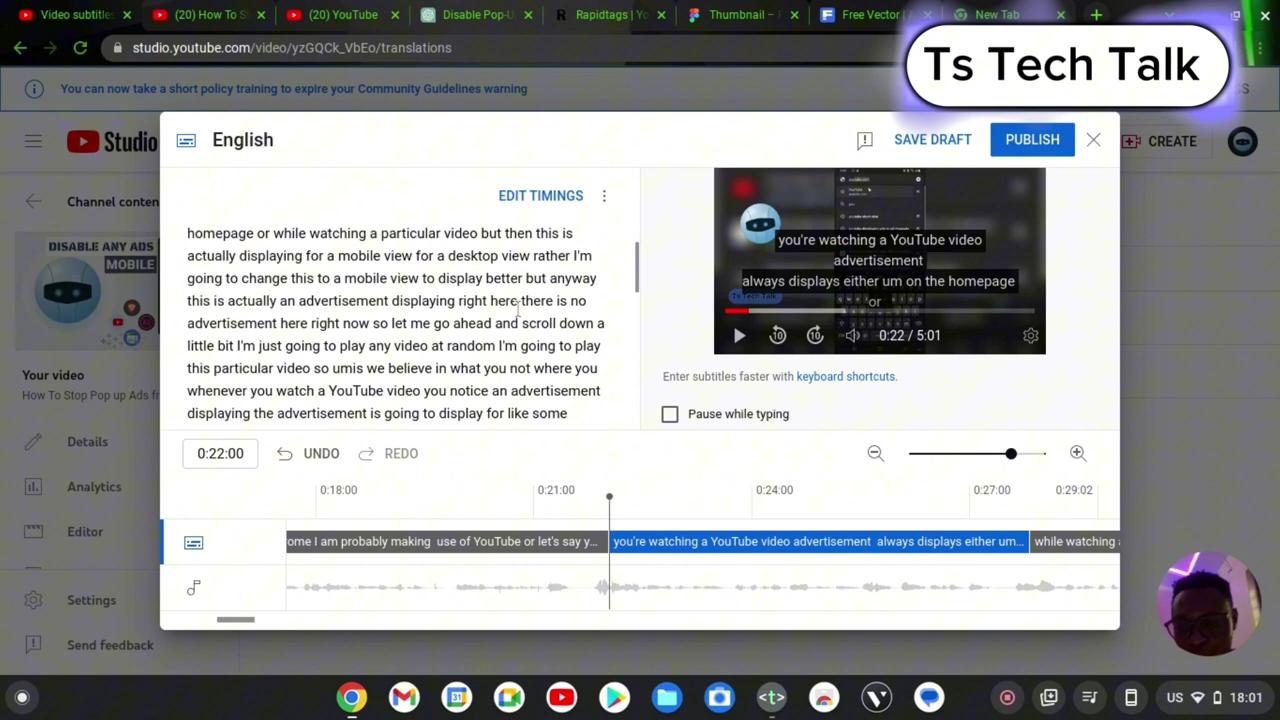 Video subtitles
(20) How To S
(20) YouTube
Disable Pop-U
Rapidtags | Yo
Thumbnail – F
Free Vector | A
New Tab
studio.youtube.com/video/yzGQCk_VbEo/translations
Ts Tech Talk
You can now take a short policy training to expire your Community Guidelines warning
Studio
English
SAVE DRAFT
PUBLISH
CREATE
Channel conten
EDIT TIMINGS
homepage or while watching a particular video but then this is
actually displaying for a mobile view for a desktop view rather I'm
going to change this to a mobile view to display better but anyway
this is actually an advertisement displaying right here there is no
advertisement here right now so let me go ahead and scroll down a
little bit I'm just going to play any video at random I'm going to play
this particular video so umis we believe in what you not where you
whenever you watch a YouTube video you notice an advertisement
displaying the advertisement is going to display for like some
you're watching a YouTube video
advertisement
always displays either um on the homepage
or
Ts Tech Talk
0:22 / 5:01
Enter subtitles faster with keyboard shortcuts.
Pause while typing
DISABLE ANY ADS
MOBILE
Your video
How To Stop Pop up Ads fr
Details
Analytics
Editor
Settings
Send feedback
0:22:00
UNDO
REDO
0:18:00
0:21:00
0:24:00
0:27:00
0:29:02
ome I am probably making use of YouTube or let's say y...
you're watching a YouTube video advertisement always displays either um...
while watching a
US
18:01